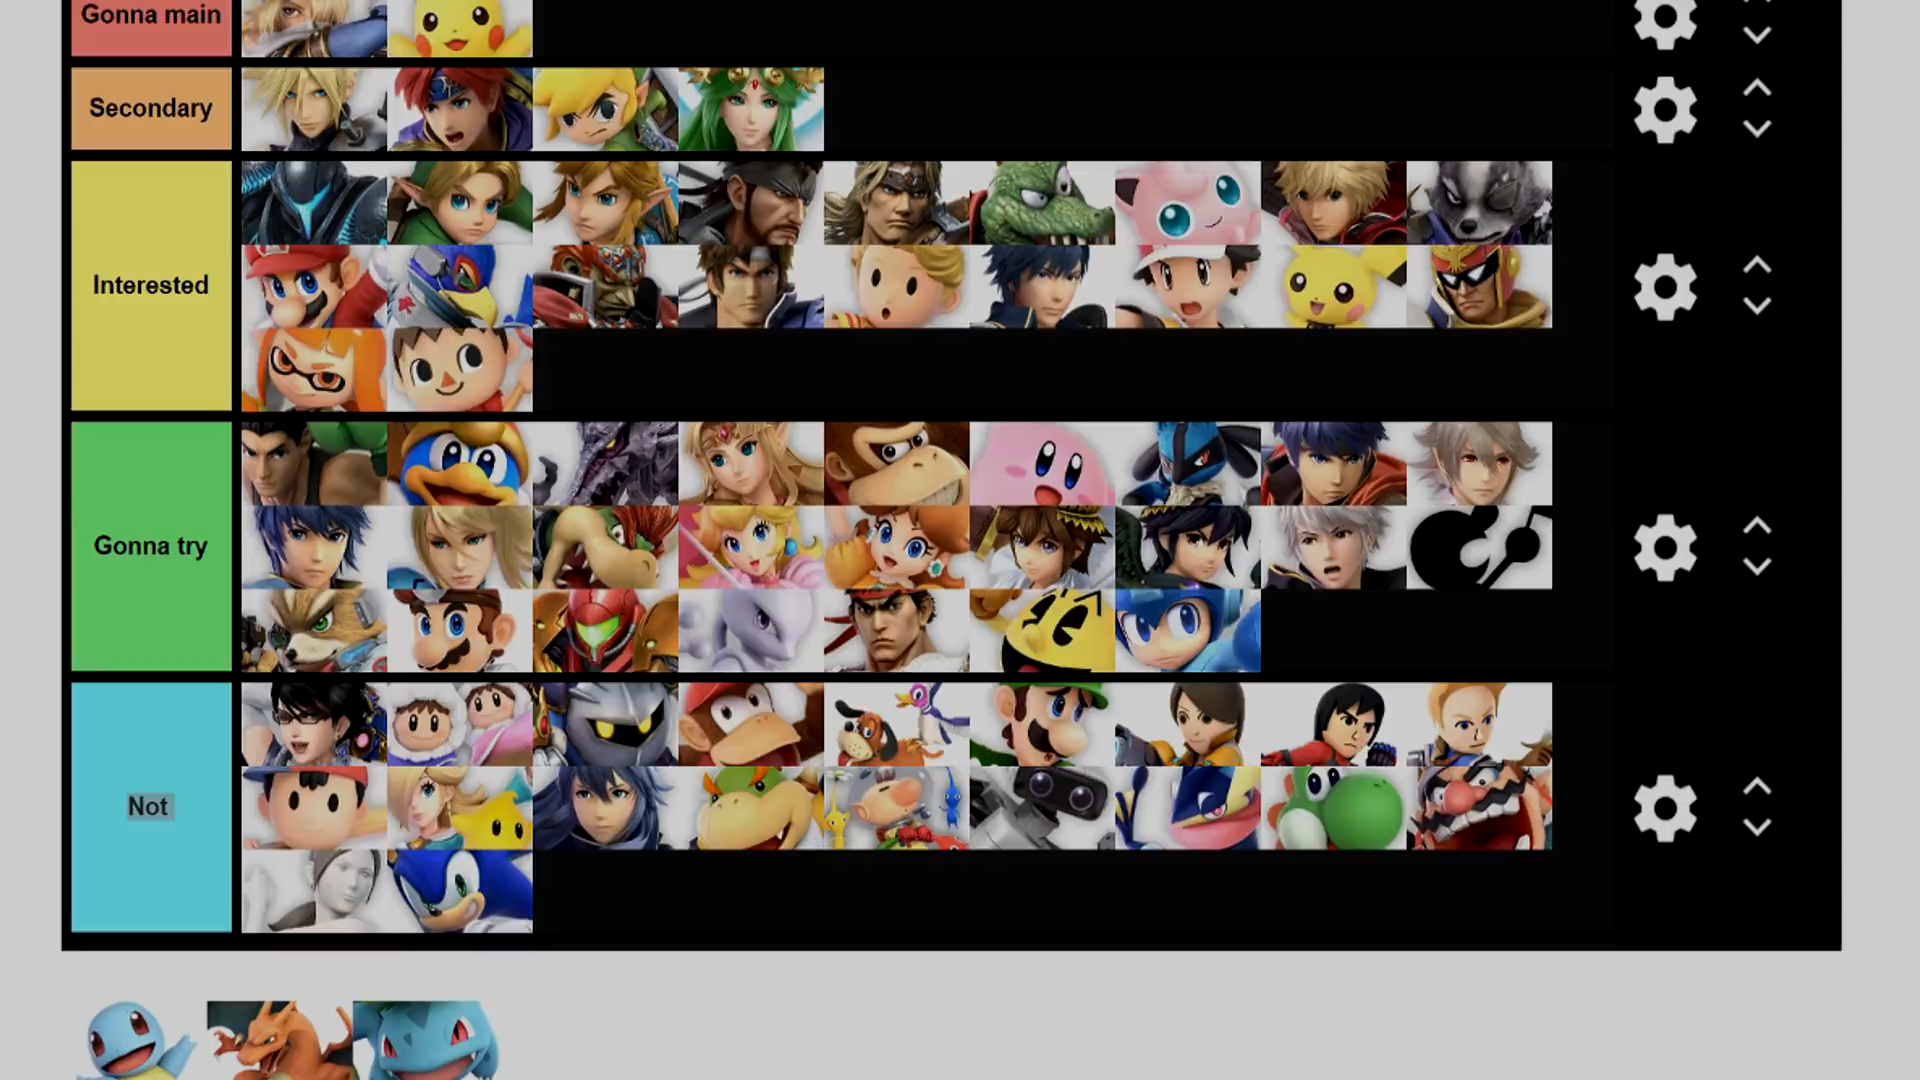 Gonna main
Secondary
Interested
Gonna try
Not